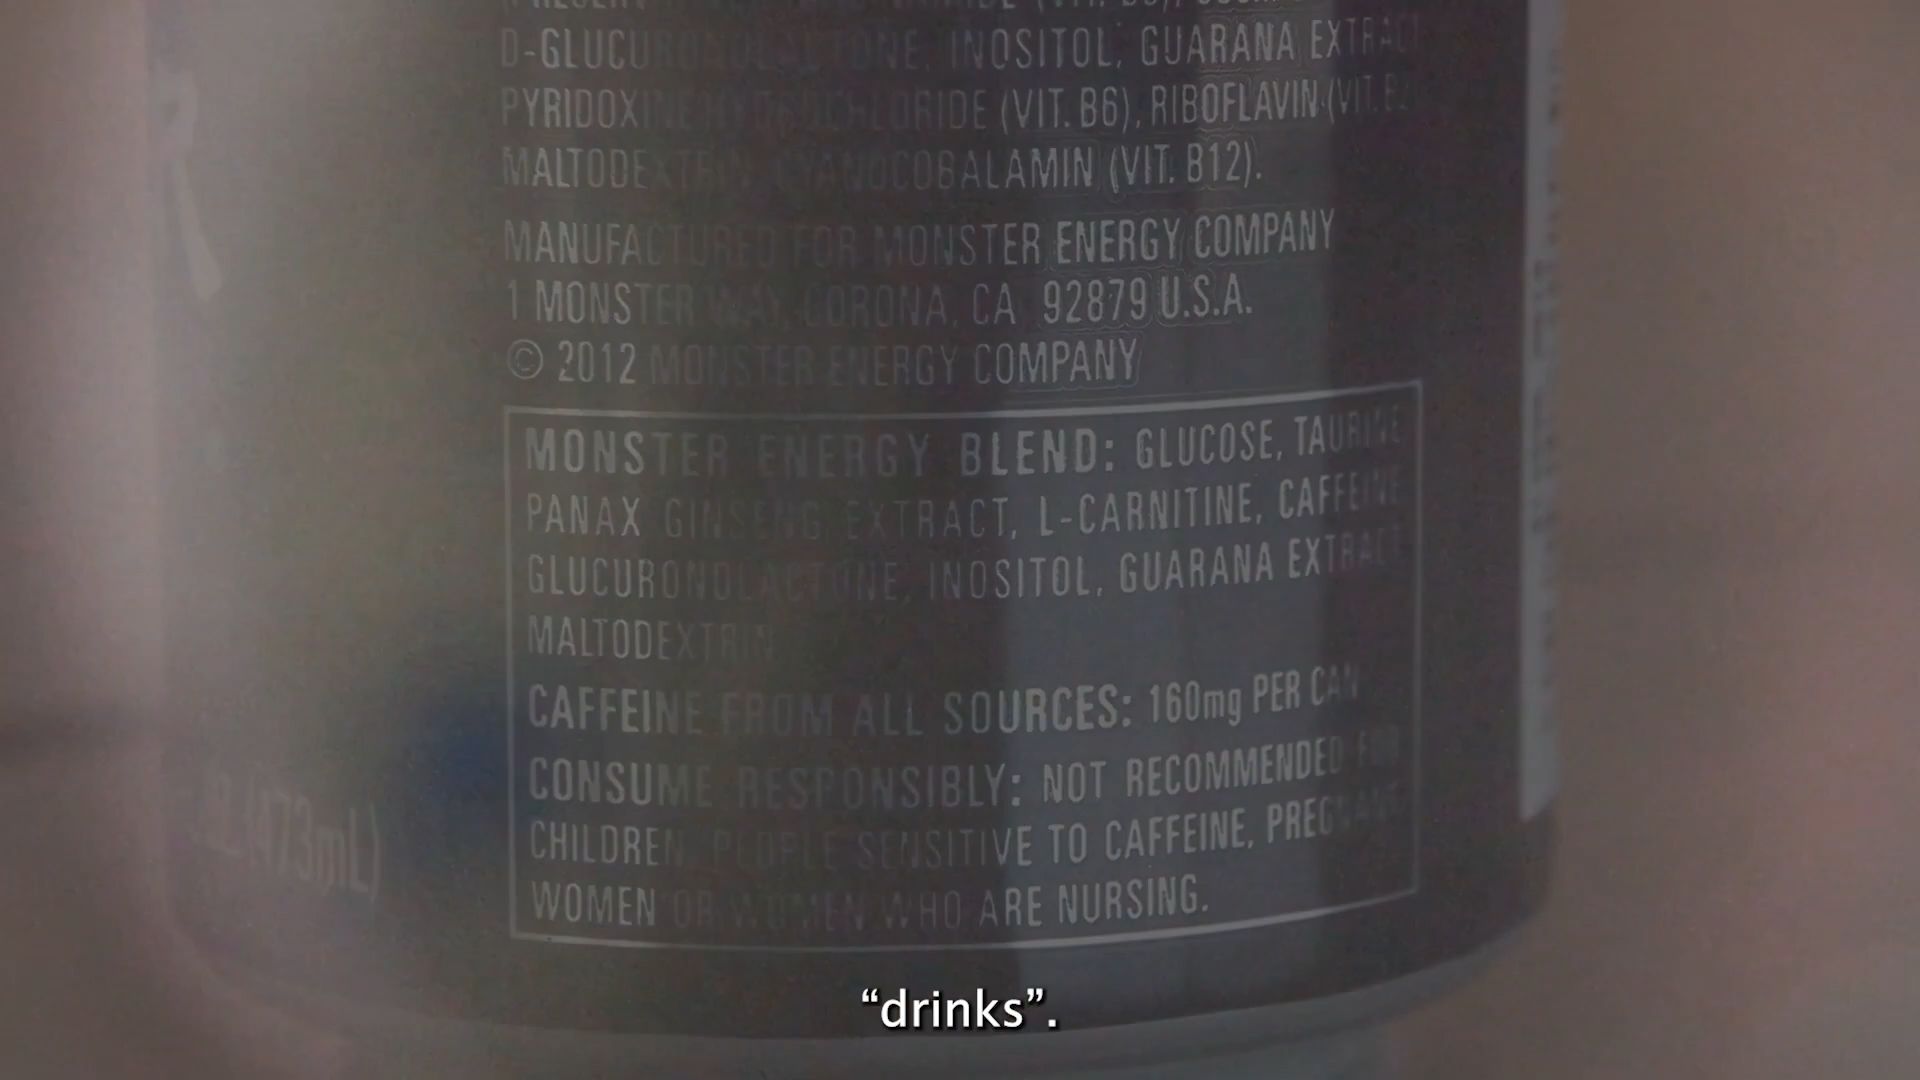 D-GLUCURONOLACTONE, INOSITOL, GUARANA EXTRACT
PYRIDOXINE HYDROCHLORIDE (VIT. B6), RIBOFLAVIN (VIT. B2
MALTODEXTRIN, CYANOCOBALAMIN (VIT. B12).
MANUFACTURED FOR MONSTER ENERGY COMPANY
1 MONSTER WAY, CORONA, CA 92879 U.S.A.
© 2012 MONSTER ENERGY COMPANY
MONSTER ENERGY BLEND: GLUCOSE, TAURINE
PANAX GINSENG EXTRACT, L-CARNITINE, CAFFEINE
GLUCURONOLACTONE, INOSITOL, GUARANA EXTRACT
MALTODEXTRIN
CAFFEINE FROM ALL SOURCES: 160mg PER CAN
CONSUME RESPONSIBLY: NOT RECOMMENDED FOR
CHILDREN, PEOPLE SENSITIVE TO CAFFEINE, PREGNANT
WOMEN OR WOMEN WHO ARE NURSING.
(473mL)
“drinks”.